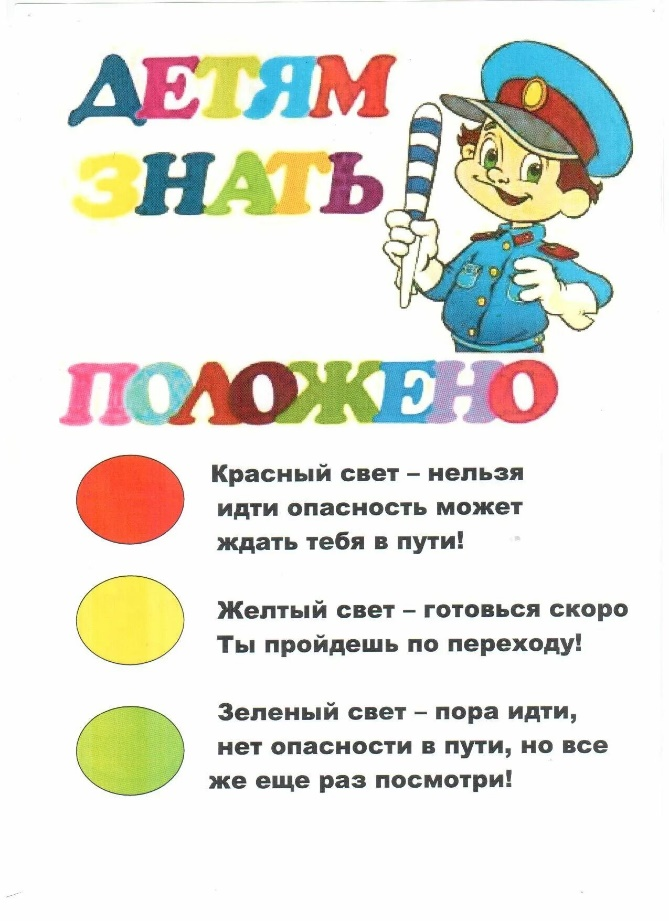 ДЕТЯМ
ЗНАТЬ
ПОЛОЖЕНО
Красный свет – нельзя
идти опасность может
ждать тебя в пути!
Желтый свет – готовься скоро
Ты пройдешь по переходу!
Зеленый свет – пора идти,
нет опасности в пути, но все
же еще раз посмотри!